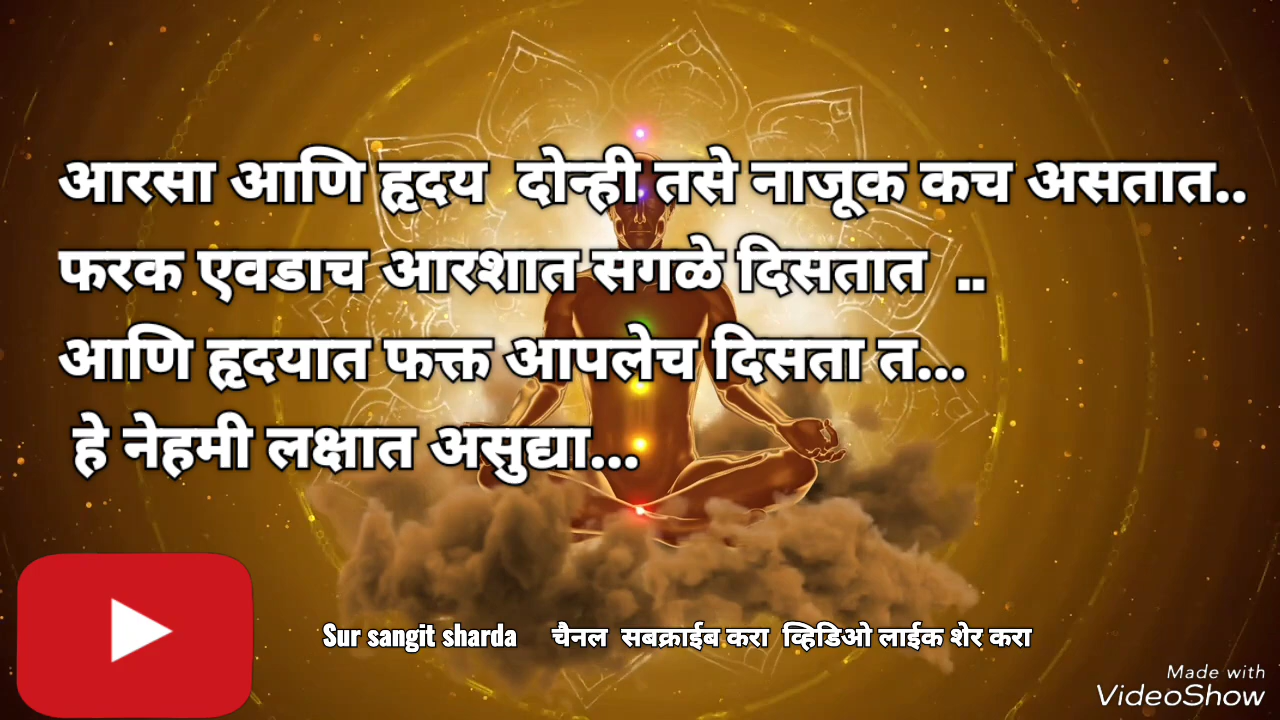 आरसा आणि हृदय दोन्ही तसे नाजूक कच असतात..
फरक एवडाच आरशात सगळे दिसतात ..
आणि हृदयात फक्त आपलेच दिसता त...
हे नेहमी लक्षात असुद्या...
Sur sangit sharda चैनल सबक्राईब करा व्हिडिओ लाईक शेर करा
Made with
VideoShow